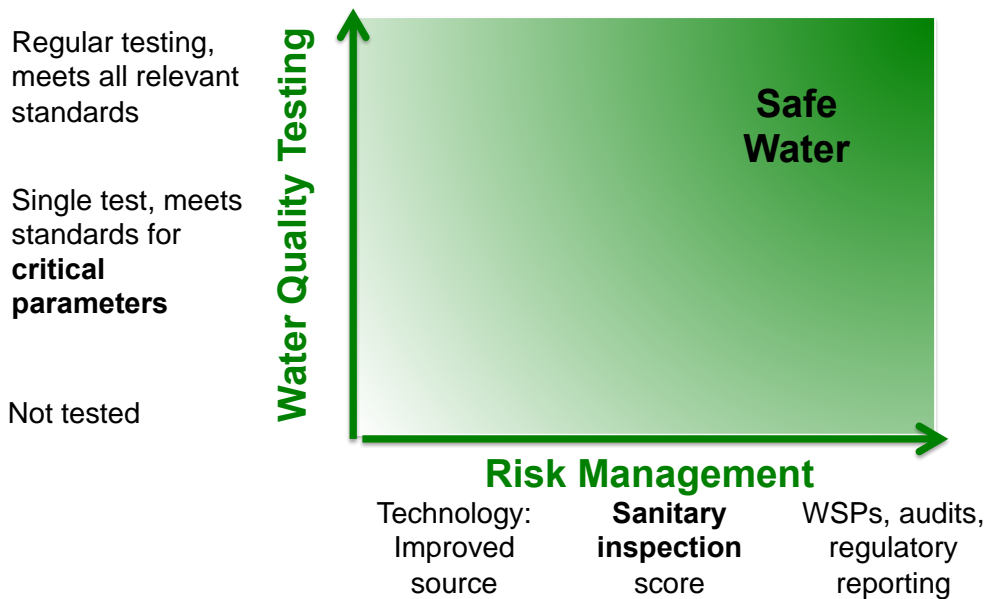 Regular testing,
meets all relevant
standards
Single test, meets
standards for
critical
parameters
Not tested
Water Quality Testing
Safe
Water
Risk Management
Technology:
Improved
source
Sanitary
inspection
score
WSPs, audits,
regulatory
reporting